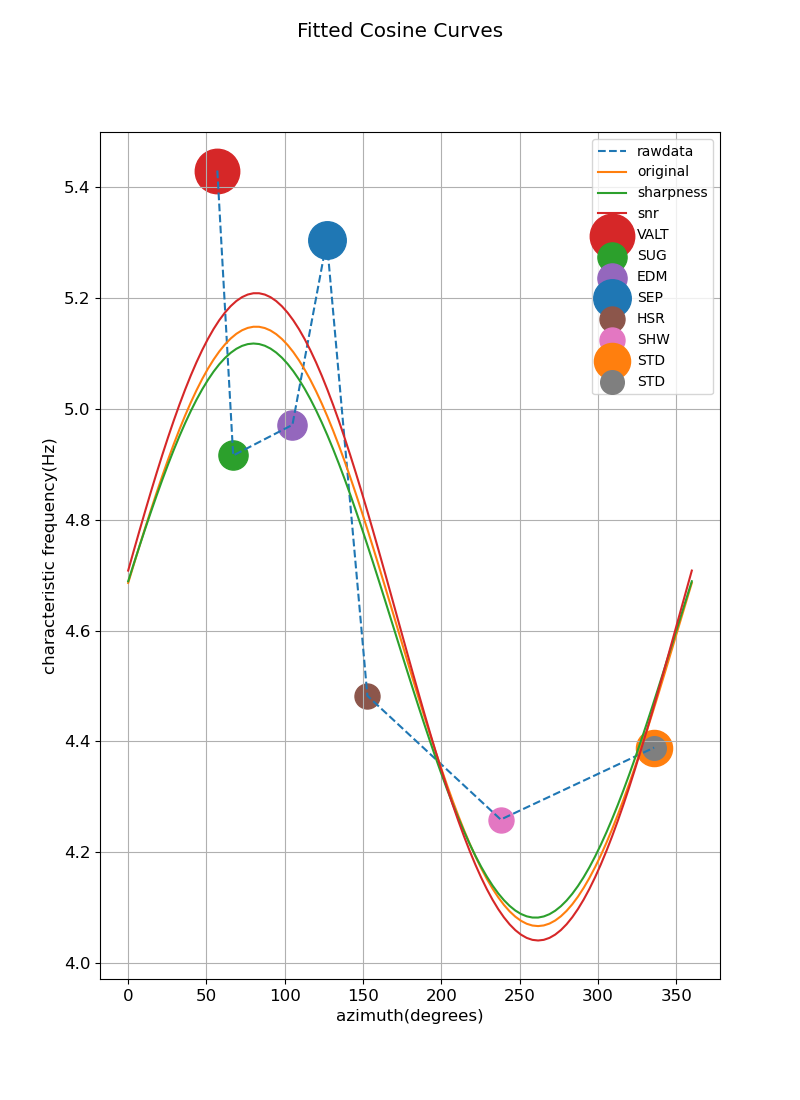 Fitted Cosine Curves
rawdata
original
sharpness
snr
VALT
SUG
EDM
SEP
HSR
SHW
STD
STD
characteristic frequency(Hz)
5.4
5.2
5.0
4.8
4.6
4.4
4.2
4.0
0 50 100 150 200 250 300 350
azimuth(degrees)